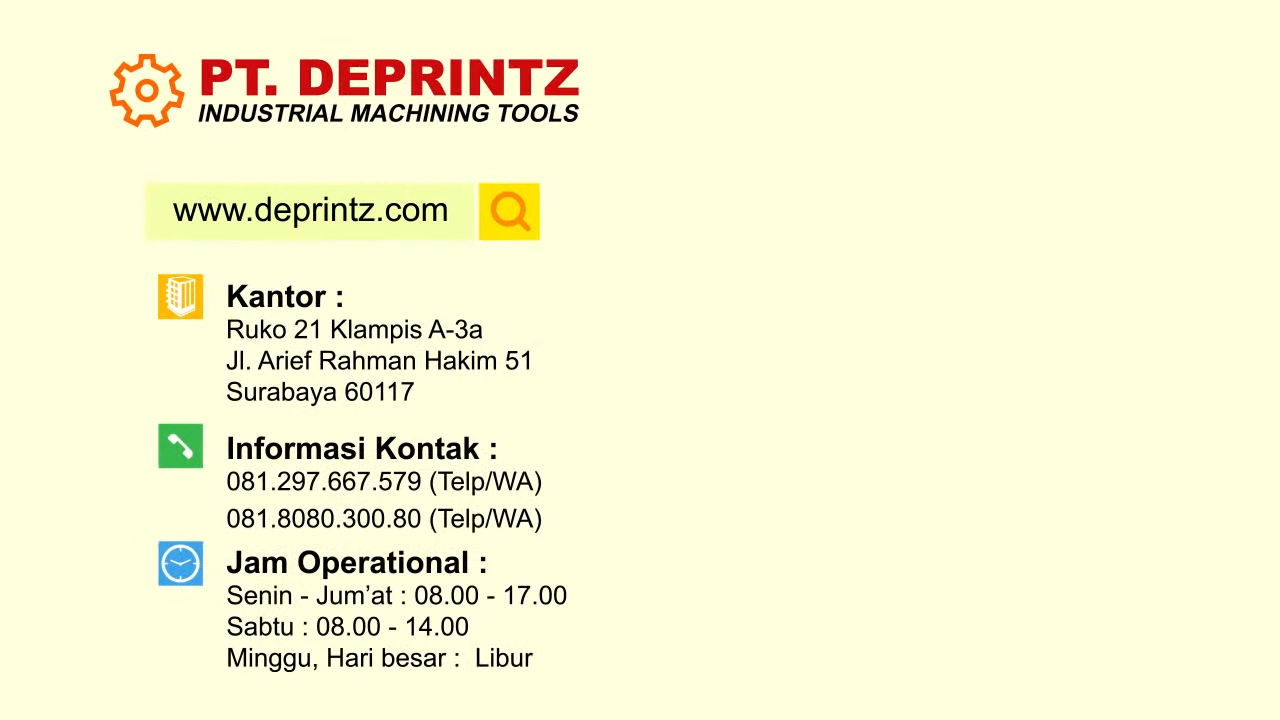 PT. DEPRINTZ
INDUSTRIAL MACHINING TOOLS
www.deprintz.com
Kantor :
Ruko 21 Klampis A-3a
Jl. Arief Rahman Hakim 51
Surabaya 60117
Informasi Kontak :
081.297.667.579 (Telp/WA)
081.8080.300.80 (Telp/WA)
Jam Operational :
Senin - Jum’at : 08.00 - 17.00
Sabtu : 08.00 - 14.00
Minggu, Hari besar :  Libur